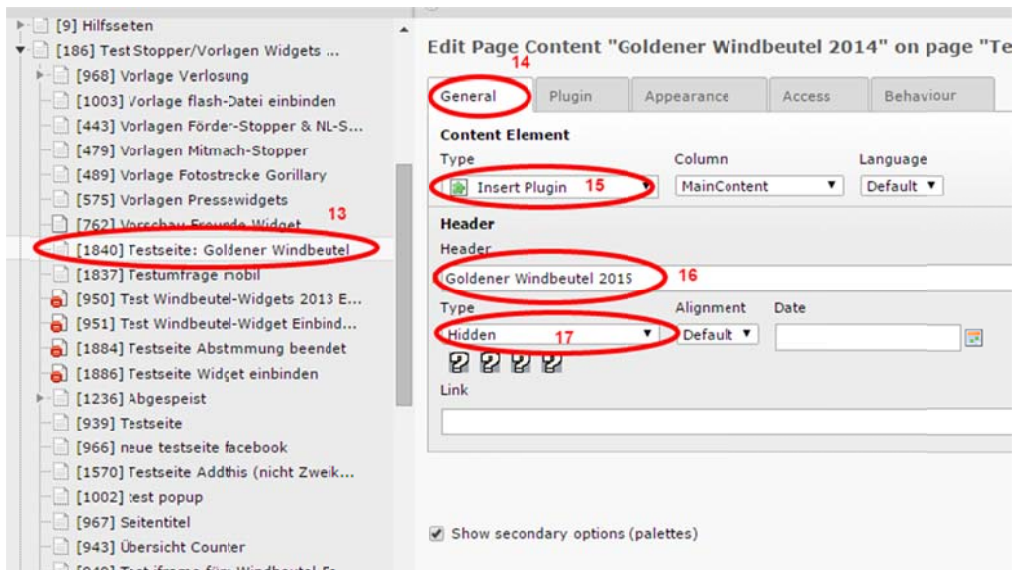 [9] Hilfsseten
[186] Test Stopper/Vorlagen Widgets ...
[968] Vorlage Verlosung
[1003] Vorlage flash-Datei einbinden
[443] Vorlagen Förder-Stopper & NL-S...
[479] Vorlagen Mitmach-Stopper
[489] Vorlage Fotostrecke Gorillary
[575] Vorlagen Pressewidgets
13
[762] Vorschau Freunde-Widget
[1840] Testseite: Goldener Windbeutel
[1837] Testumfrage mobil
[950] Test Windbeutel-Widgets 2013 E...
[951] Test Windbeutel-Widget Einbind...
[1884] Testseite Abstimmung beendet
[1886] Testseite Widget einbinden
[1236] Abgespeist
[939] Testseite
[966] neue testseite facebook
[1570] Testseite Addthis (nicht Zweik...
[1002] test popup
[967] Seitentitel
[943] Übersicht Counter
Edit Page Content "Goldener Windbeutel 2014" on page "Te
14
General Plugin Appearance Access Behaviour
Content Element
Type Column Language
Insert Plugin 15 MainContent Default
Header
Header
Goldener Windbeutel 2015 16
Type Alignment Date
Hidden 17 Default
Link
Show secondary options (palettes)